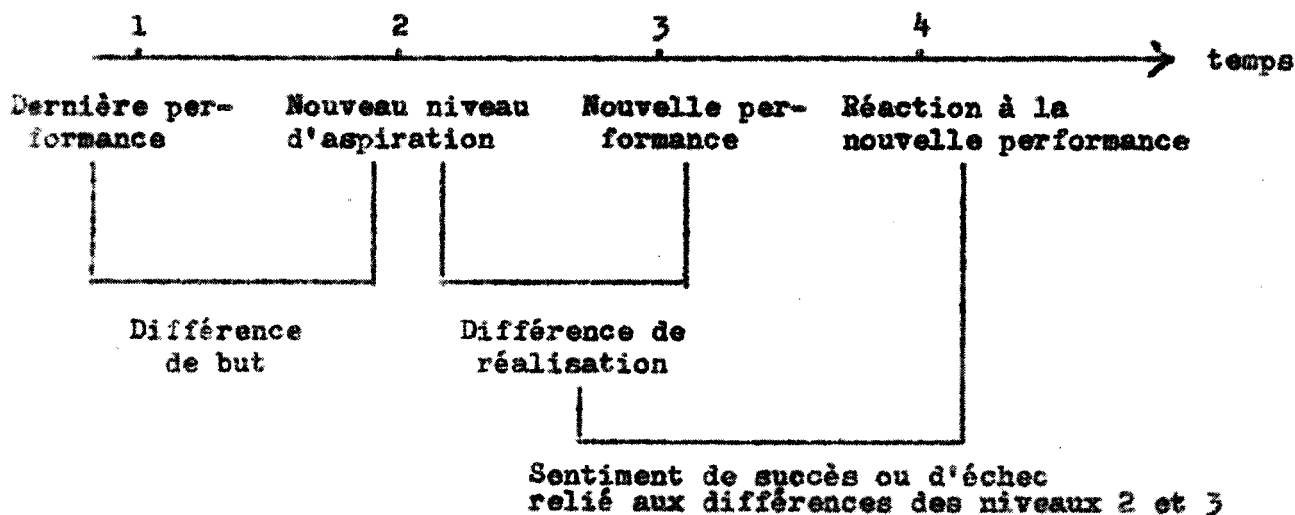 1 2 3 4
temps
Dernière per- Nouveau niveau Nouvelle per- Réaction à la
formance d'aspiration formance nouvelle performance
Différence Différence de
de but réalisation
Sentiment de succès ou d'échec
relié aux différences des niveaux 2 et 3